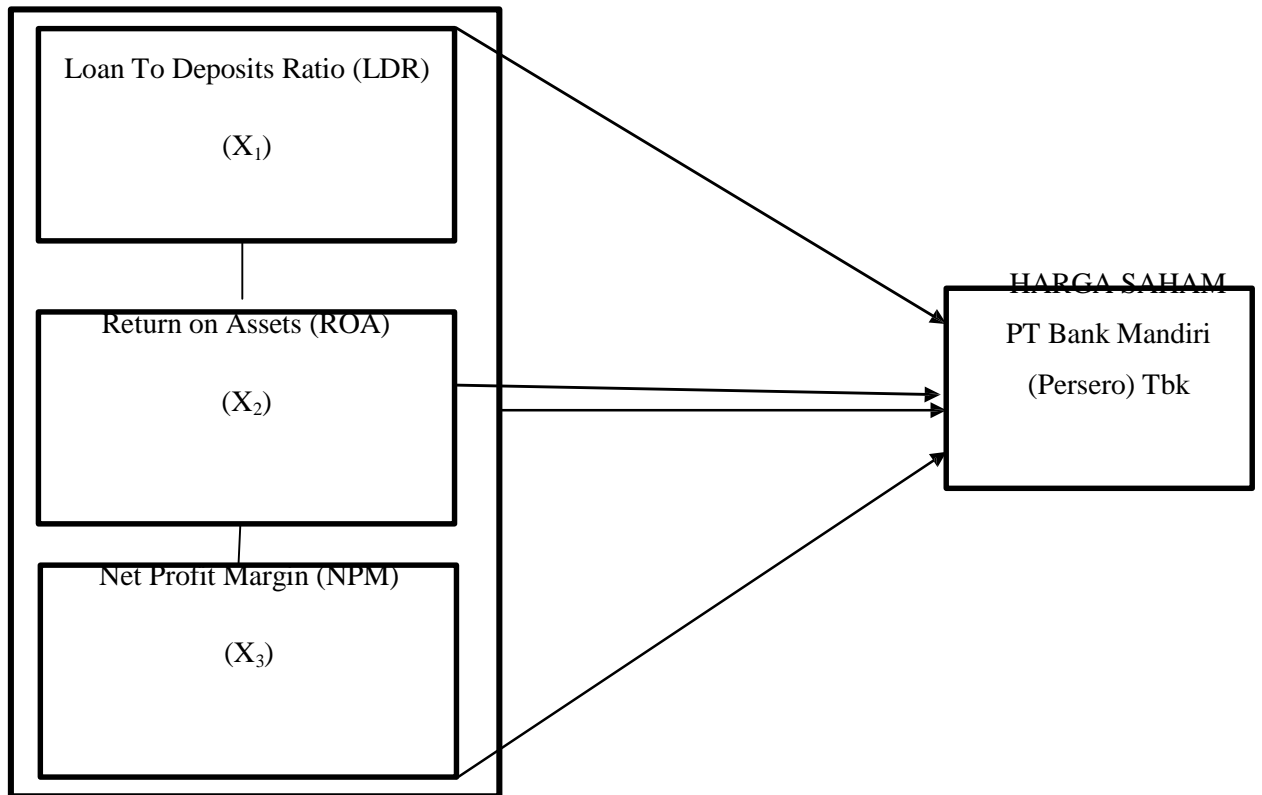 Loan To Deposits Ratio (LDR)
(X₁)
Return on Assets (ROA)
(X₂)
Net Profit Margin (NPM)
(X₃)
HARGA SAHAM
PT Bank Mandiri
(Persero) Tbk